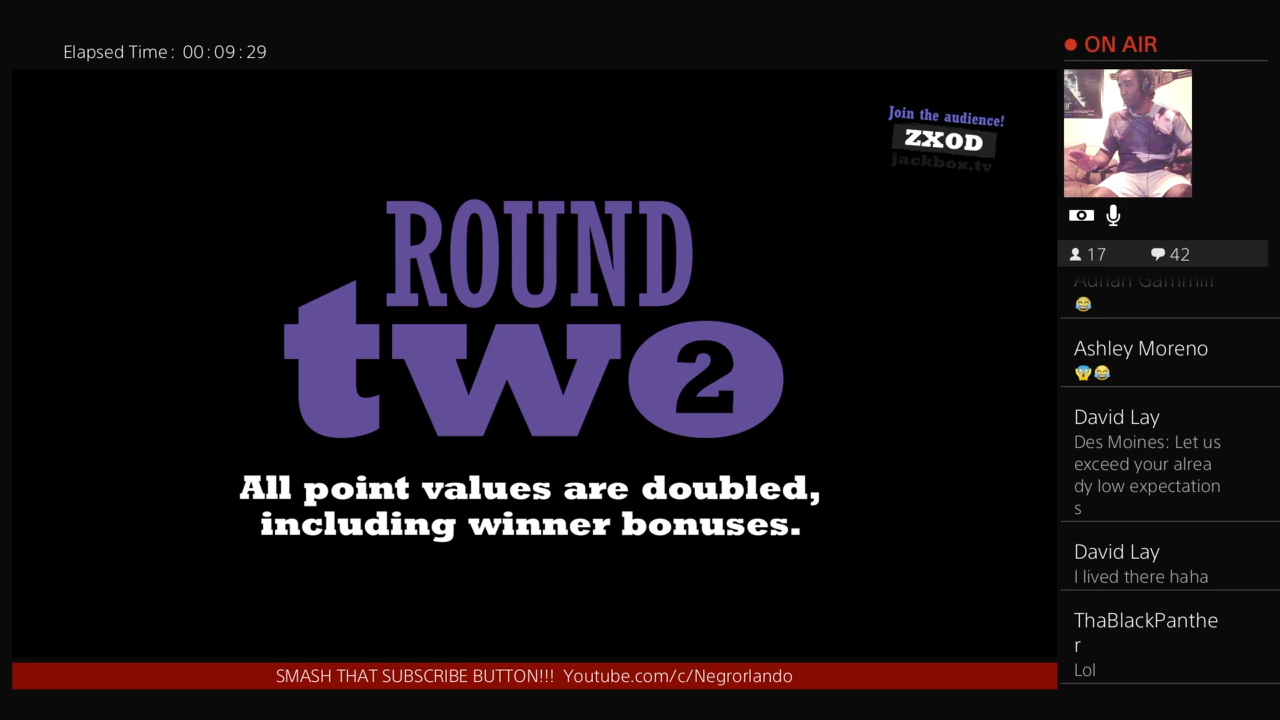 Elapsed Time: 00:09:29
ON AIR
Join the audience!
ZXOD
jackbox.tv
ROUND
two
2
All point values are doubled,
including winner bonuses.
17 42
Adrian Gammill
Ashley Moreno
David Lay
Des Moines: Let us
exceed your alrea
dy low expectation
s
David Lay
I lived there haha
ThaBlackPanthe
r
Lol
SMASH THAT SUBSCRIBE BUTTON!!! Youtube.com/c/Negrorlando